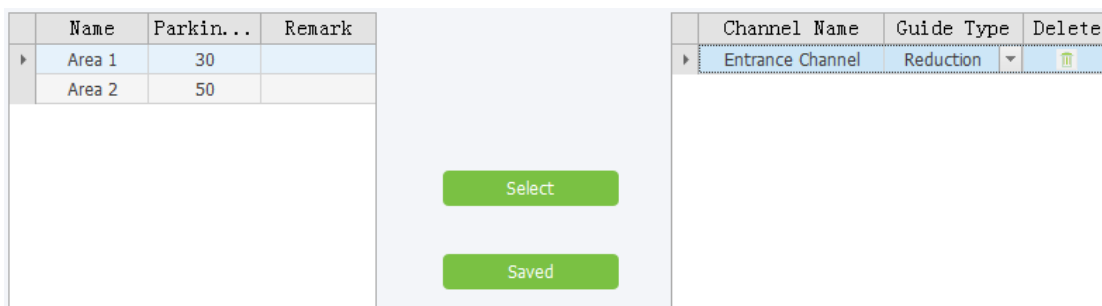 Name Parkin... Remark
Area 1 30
Area 2 50
Select
Saved
Channel Name Guide Type Delete
Entrance Channel Reduction